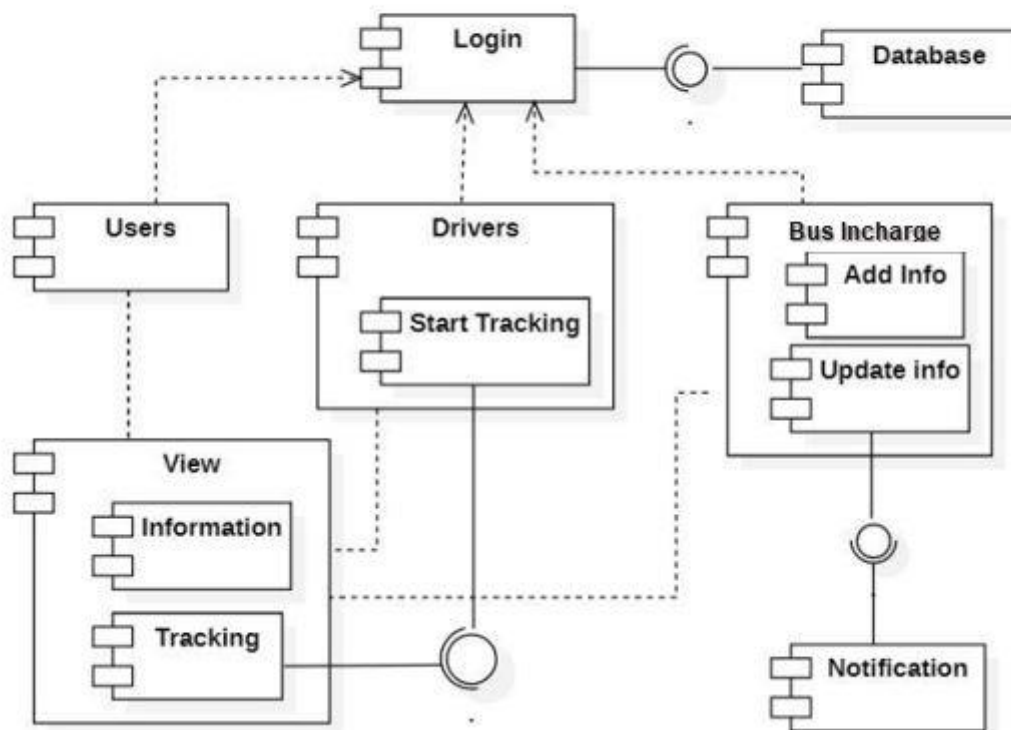 Login
Database
Users
Drivers
Bus Incharge
Add Info
Start Tracking
Update info
View
Information
Tracking
Notification